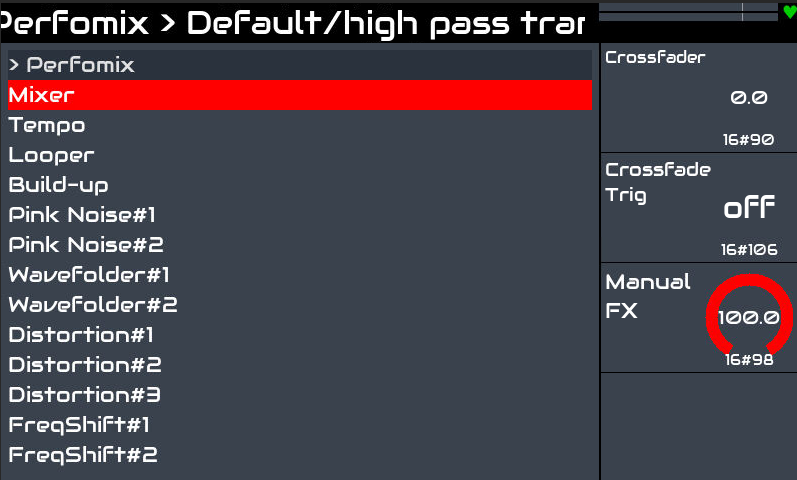 Perfomix > Default/high pass tran
> Perfomix
Mixer
Tempo
Looper
Build-up
Pink Noise#1
Pink Noise#2
Wavefolder#1
Wavefolder#2
Distortion#1
Distortion#2
Distortion#3
FreqShift#1
FreqShift#2
Crossfader
0.0
16#90
Crossfade
Trig
off
16#106
Manual
FX
100.0
16#98